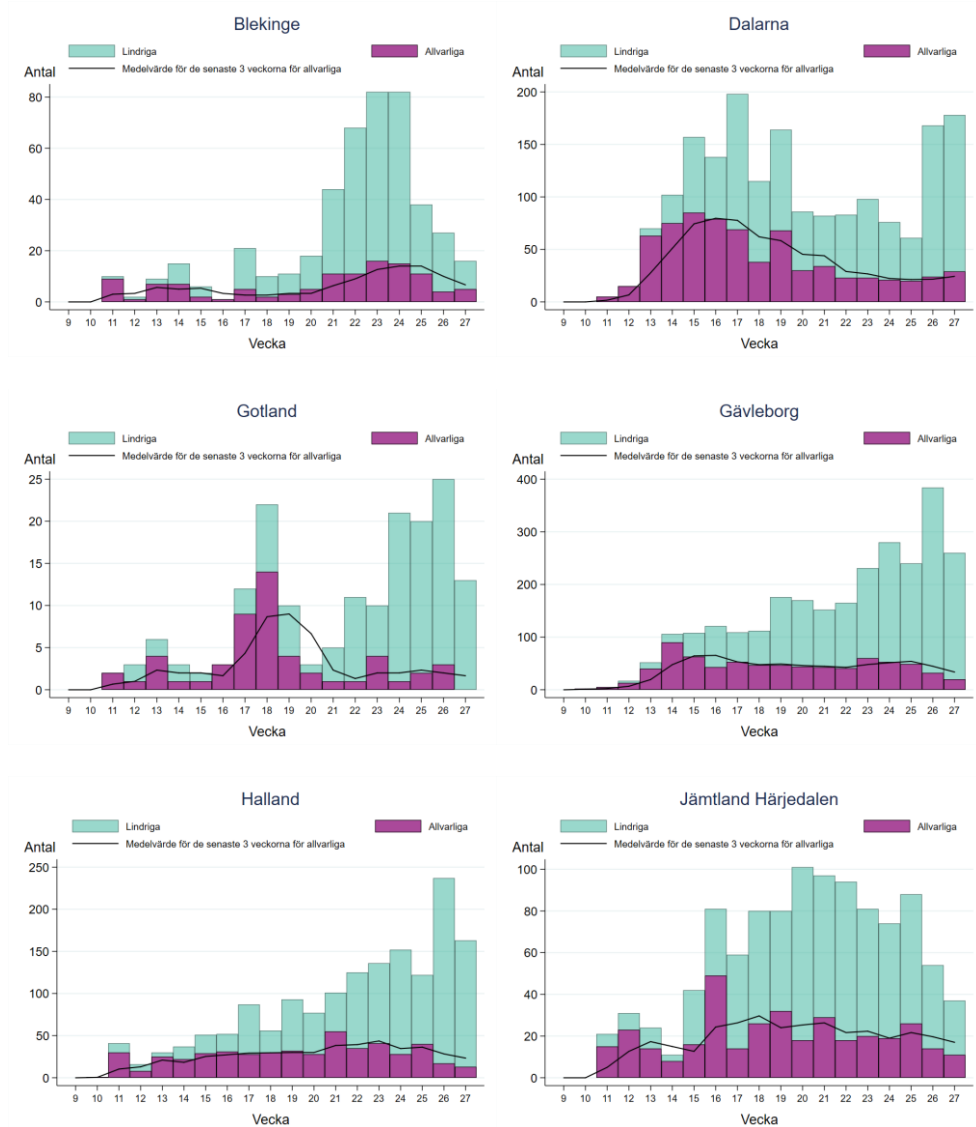 Blekinge
Lindriga Allvarliga
Medelvärde för de senaste 3 veckorna för allvarliga
Antal
80
60
40
20
0
9 10 11 12 13 14 15 16 17 18 19 20 21 22 23 24 25 26 27
Vecka
Dalarna
Lindriga Allvarliga
Medelvärde för de senaste 3 veckorna för allvarliga
Antal
200
150
100
50
0
9 10 11 12 13 14 15 16 17 18 19 20 21 22 23 24 25 26 27
Vecka
Gotland
Lindriga Allvarliga
Medelvärde för de senaste 3 veckorna för allvarliga
Antal
25
20
15
10
5
0
9 10 11 12 13 14 15 16 17 18 19 20 21 22 23 24 25 26 27
Vecka
Gävleborg
Lindriga Allvarliga
Medelvärde för de senaste 3 veckorna för allvarliga
Antal
400
300
200
100
0
9 10 11 12 13 14 15 16 17 18 19 20 21 22 23 24 25 26 27
Vecka
Halland
Lindriga Allvarliga
Medelvärde för de senaste 3 veckorna för allvarliga
Antal
250
200
150
100
50
0
9 10 11 12 13 14 15 16 17 18 19 20 21 22 23 24 25 26 27
Vecka
Jämtland Härjedalen
Lindriga Allvarliga
Medelvärde för de senaste 3 veckorna för allvarliga
Antal
100
80
60
40
20
0
9 10 11 12 13 14 15 16 17 18 19 20 21 22 23 24 25 26 27
Vecka